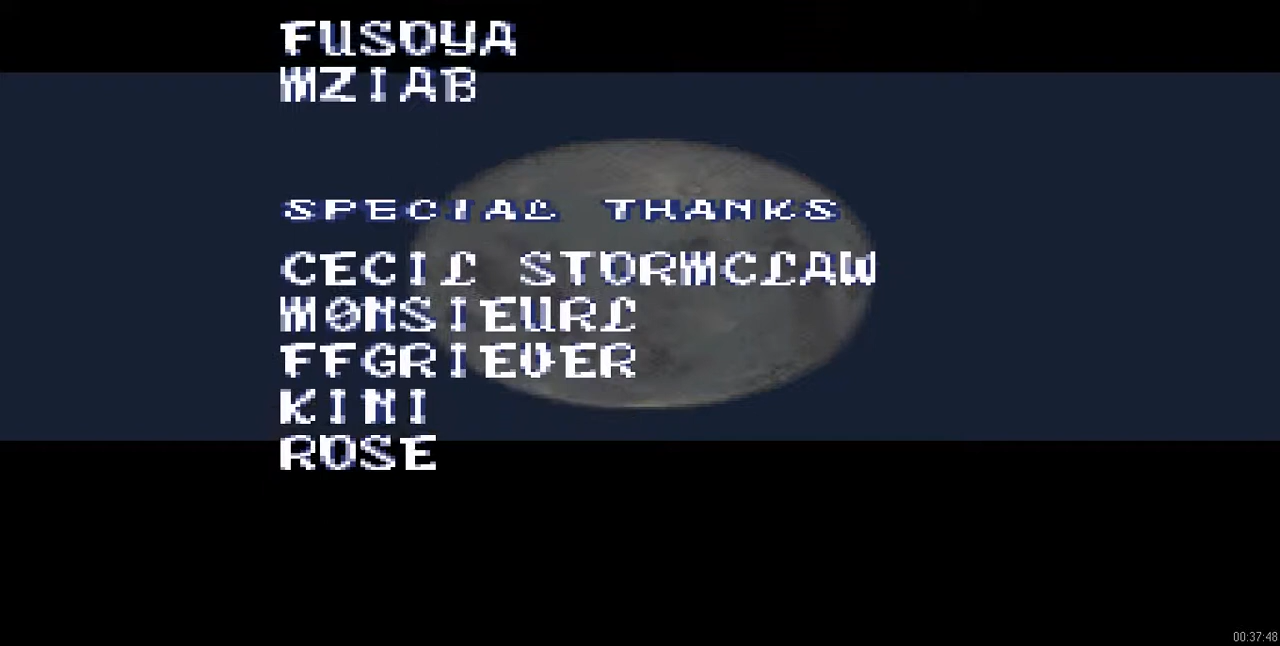 FUSOYA
MZIAB
SPECIAL THANKS
CECIL STORMCLAW
MONSIEURL
FFGRIEVER
KINI
ROSE
00:37:48